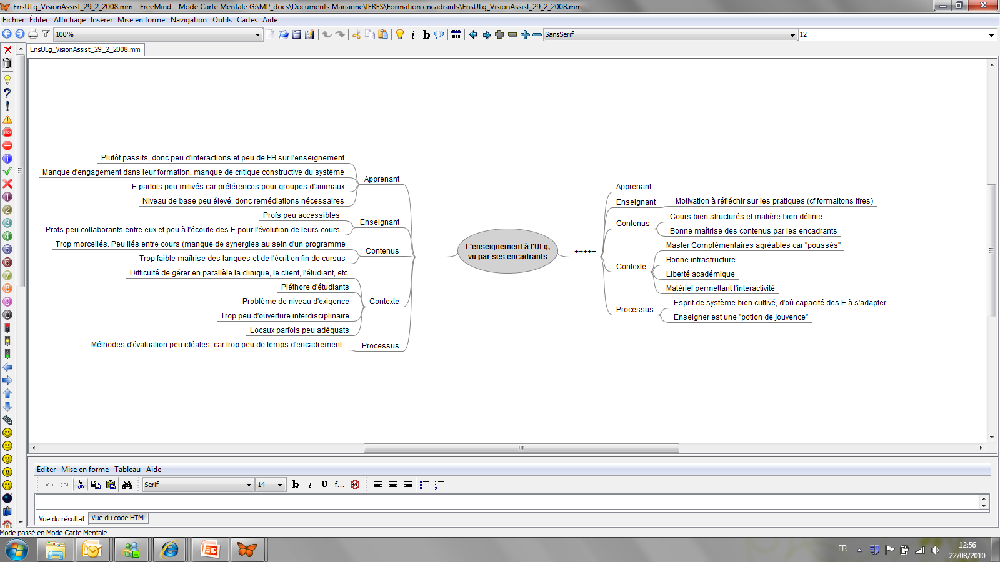 EnsULg_VisionAssist_29_2_2008.mm - FreeMind - Mode Carte Mentale G:\MP_docs\Documents Marianne\IFRES\Formation encadrants\EnsULg_VisionAssist_29_2_2008.mm
Fichier Éditer Affichage Insérer Mise en forme Navigation Outils Cartes Aide
100%
SansSerif
12
EnsULg_VisionAssist_29_2_2008.mm
Plutôt passifs, donc peu d'interactions et peu de FB sur l'enseignement
Manque d'engagement dans leur formation, manque de critique constructive du système
E parfois peu mitivés car préférences pour groupes d'animaux
Niveau de base peu élevé, donc remédiations nécessaires
Apprenant
Profs peu accessibles
Profs peu collaborants entre eux et peu à l'écoute des E pour l'évolution de leurs cours
Enseignant
Trop morcellés. Peu liés entre cours (manque de synergies au sein d'un programme
Trop faible maîtrise des langues et de l'écrit en fin de cursus
Contenus
Difficulté de gérer en parallèle la clinique, le client, l'étudiant, etc.
Pléthore d'étudiants
Problème de niveau d'exigence
Trop peu d'ouverture interdisciplinaire
Locaux parfois peu adéquats
Contexte
Méthodes d'évaluation peu idéales, car trop peu de temps d'encadrement
Processus
- - - - -
L'enseignement à l'ULg,
vu par ses encadrants
+++++
Apprenant
Enseignant
Motivation à réfléchir sur les pratiques (cf formaitons ifres)
Contenus
Cours bien structurés et matière bien définie
Bonne maîtrise des contenus par les encadrants
Contexte
Master Complémentaires agréables car "poussés"
Bonne infrastructure
Liberté académique
Matériel permettant l'interactivité
Processus
Esprit de système bien cultivé, d'où capacité des E à s'adapter
Enseigner est une "potion de jouvence"
Éditer Mise en forme Tableau Aide
Serif
14
b i U f...
Vue du résultat
Vue du code HTML
Mode passé en Mode Carte Mentale
FR
12:56
22/08/2010